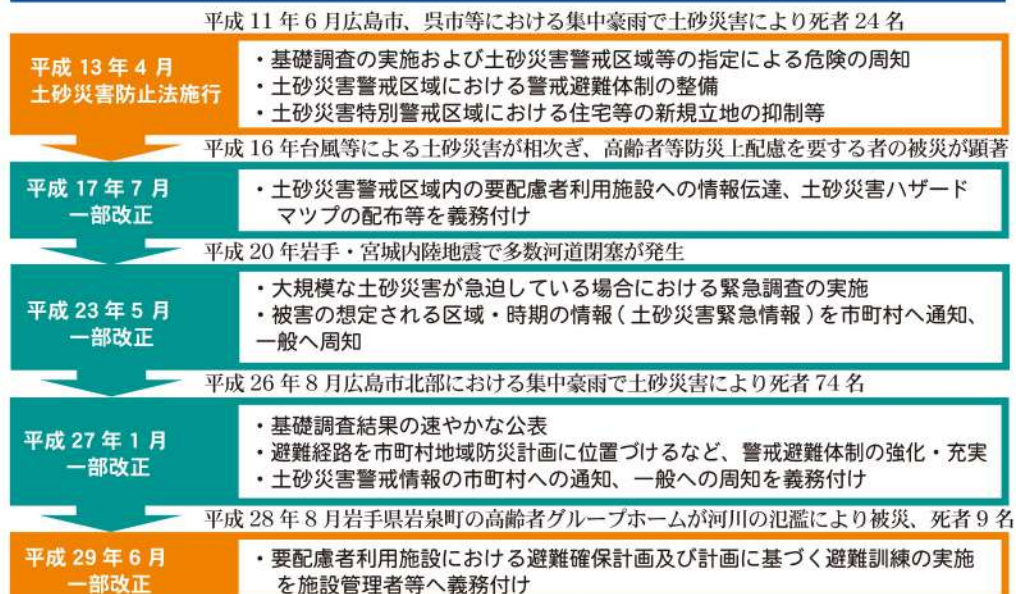 平成 11 年 6 月広島市、呉市等における集中豪雨で土砂災害により死者 24 名
平成 13 年 4 月
土砂災害防止法施行
・基礎調査の実施および土砂災害警戒区域等の指定による危険の周知
・土砂災害警戒区域における警戒避難体制の整備
・土砂災害特別警戒区域における住宅等の新規立地の抑制等
平成 16 年台風等による土砂災害が相次ぎ、高齢者等防災上配慮を要する者の被災が顕著
平成 17 年 7 月
一部改正
・土砂災害警戒区域内の要配慮者利用施設への情報伝達、土砂災害ハザード
マップの配布等を義務付け
平成 20 年岩手・宮城内陸地震で多数河道閉塞が発生
平成 23 年 5 月
一部改正
・大規模な土砂災害が急迫している場合における緊急調査の実施
・被害の想定される区域・時期の情報 ( 土砂災害緊急情報 ) を市町村へ通知、
一般へ周知
平成 26 年 8 月広島市北部における集中豪雨で土砂災害により死者 74 名
平成 27 年 1 月
一部改正
・基礎調査結果の速やかな公表
・避難経路を市町村地域防災計画に位置づけるなど、警戒避難体制の強化・充実
・土砂災害警戒情報の市町村への通知、一般への周知を義務付け
平成 28 年 8 月岩手県岩泉町の高齢者グループホームが河川の氾濫により被災、死者 9 名
平成 29 年 6 月
一部改正
・要配慮者利用施設における避難確保計画及び計画に基づく避難訓練の実施
を施設管理者等へ義務付け